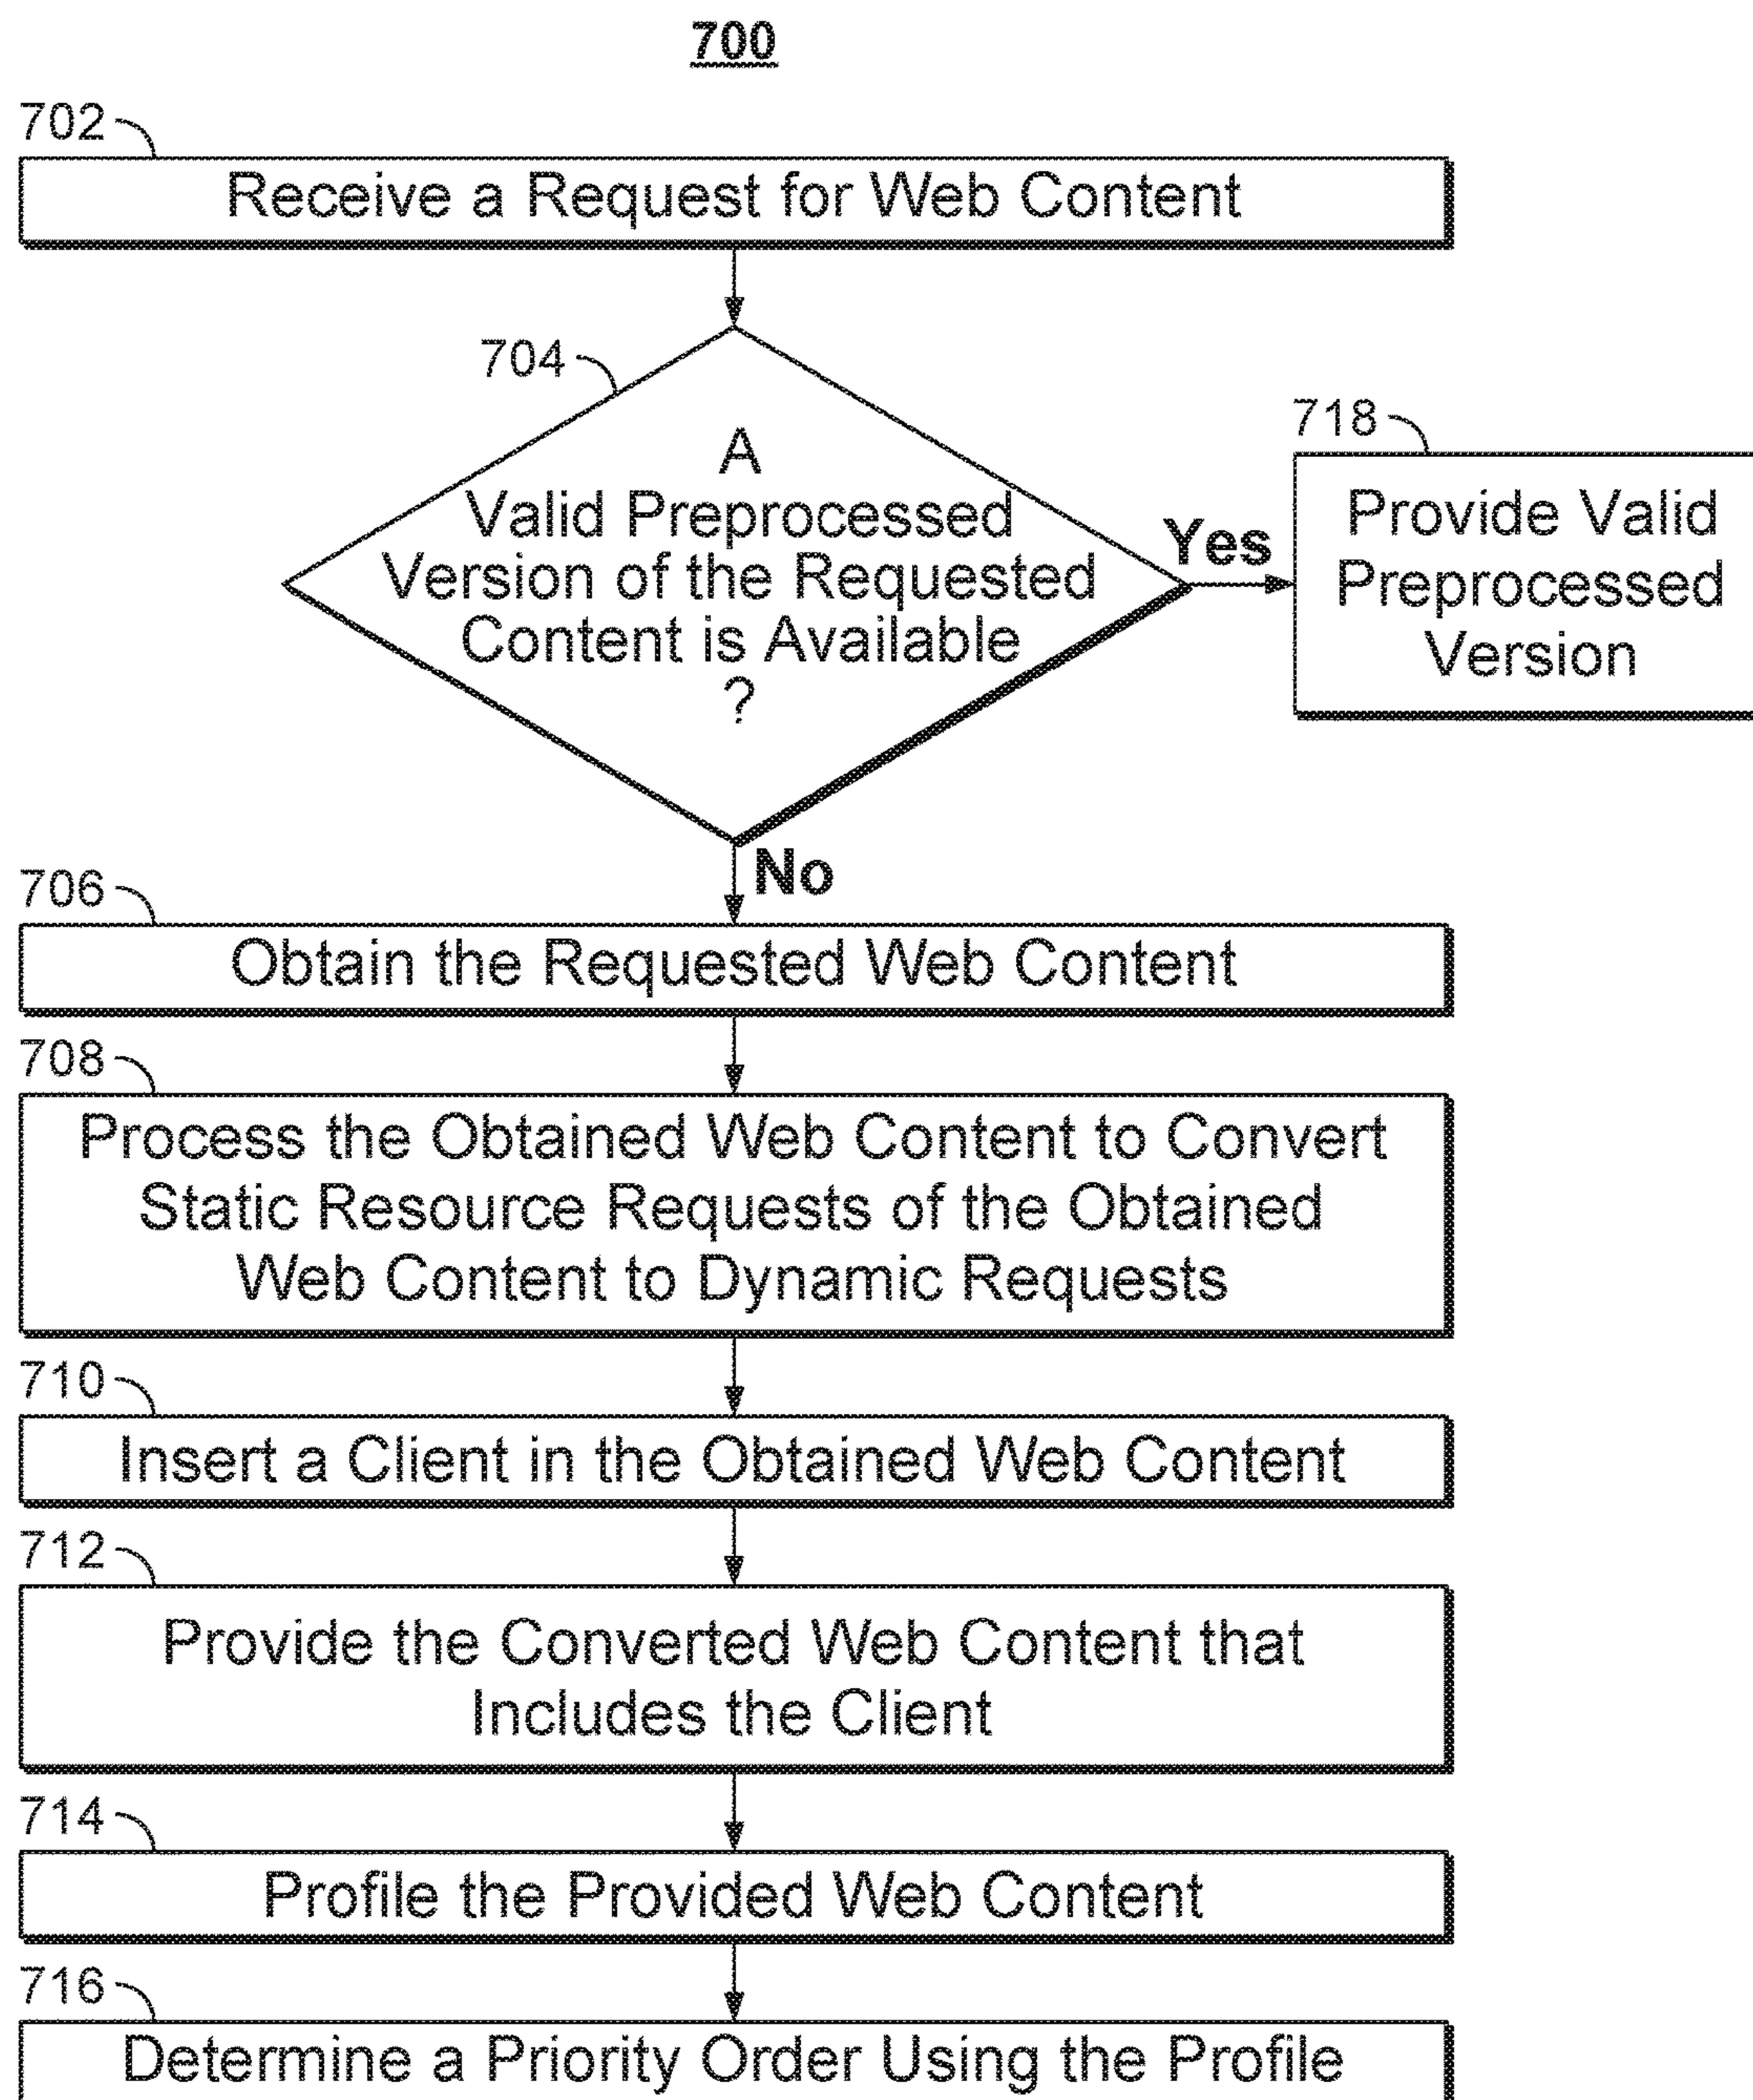 700
702
Receive a Request for Web Content
704
A
Valid Preprocessed
Version of the Requested
Content is Available
?
Yes
718
Provide Valid
Preprocessed
Version
No
706
Obtain the Requested Web Content
708
Process the Obtained Web Content to Convert
Static Resource Requests of the Obtained
Web Content to Dynamic Requests
710
Insert a Client in the Obtained Web Content
712
Provide the Converted Web Content that
Includes the Client
714
Profile the Provided Web Content
716
Determine a Priority Order Using the Profile